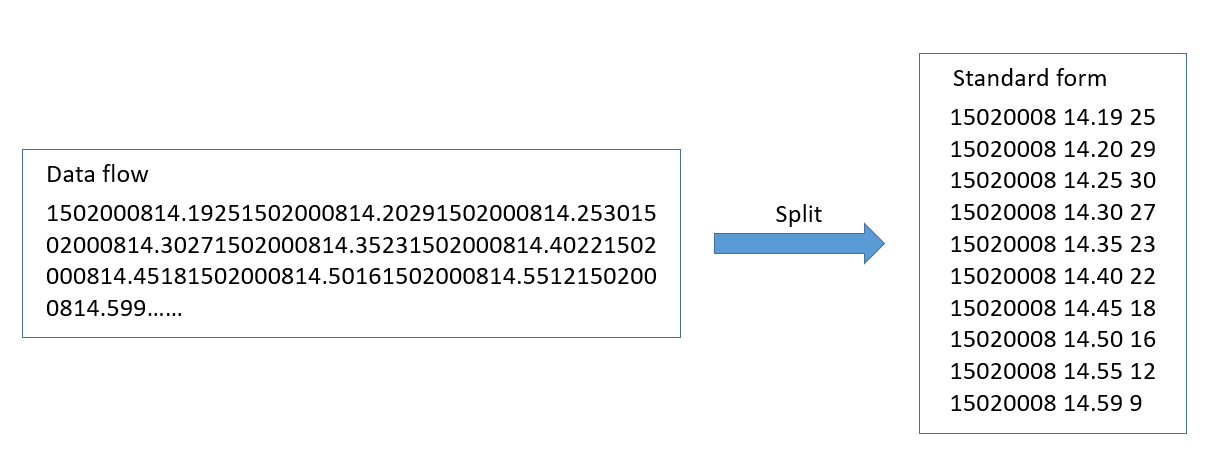 Data flow
1502000814.19251502000814.20291502000814.253015
02000814.30271502000814.35231502000814.40221502
000814.45181502000814.50161502000814.5512150200
0814.599......
Split
Standard form
15020008 14.19 25
15020008 14.20 29
15020008 14.25 30
15020008 14.30 27
15020008 14.35 23
15020008 14.40 22
15020008 14.45 18
15020008 14.50 16
15020008 14.55 12
15020008 14.59 9